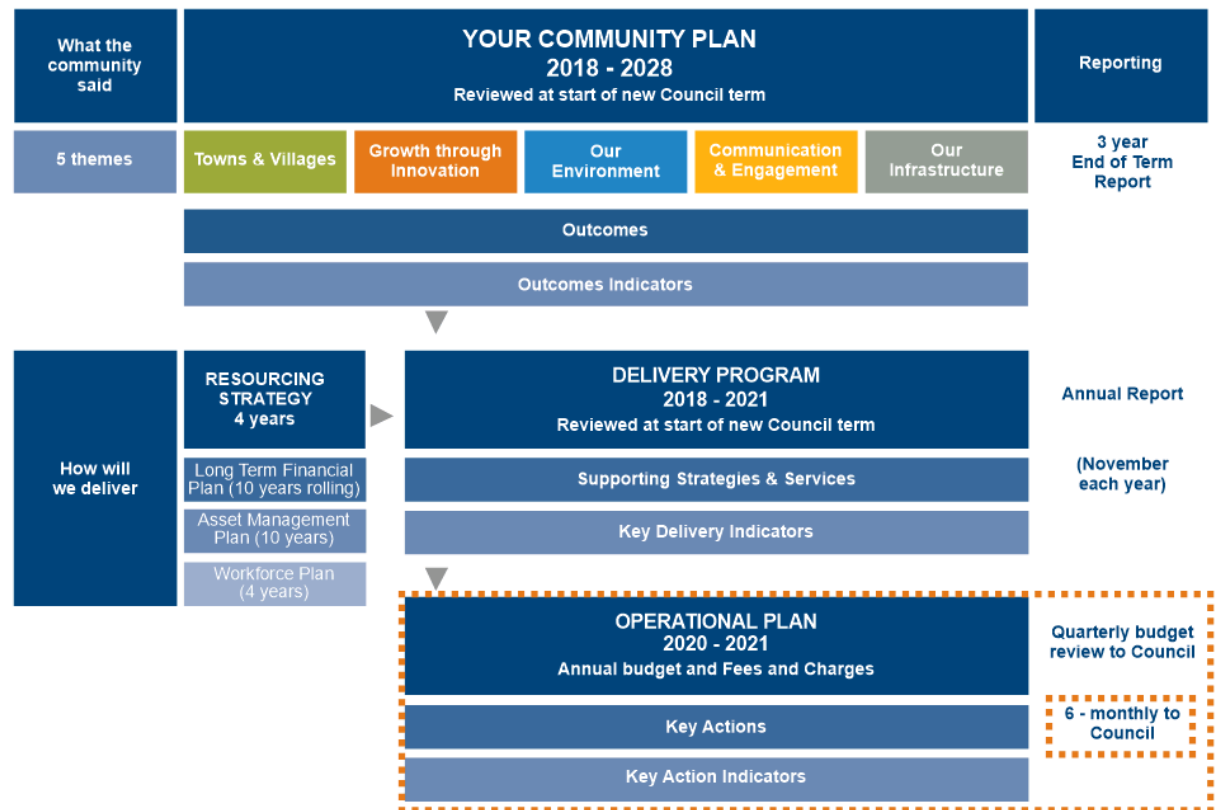 What the
community
said
YOUR COMMUNITY PLAN
2018 - 2028
Reviewed at start of new Council term
Reporting
5 themes
Towns & Villages
Growth through
Innovation
Our
Environment
Communication
& Engagement
Our
Infrastructure
3 year
End of Term
Report
Outcomes
Outcomes Indicators
How will
we deliver
RESOURCING
STRATEGY
4 years
Long Term Financial
Plan (10 years rolling)
Asset Management
Plan (10 years)
Workforce Plan
(4 years)
DELIVERY PROGRAM
2018 - 2021
Reviewed at start of new Council term
Supporting Strategies & Services
Key Delivery Indicators
Annual Report
(November
each year)
OPERATIONAL PLAN
2020 - 2021
Annual budget and Fees and Charges
Key Actions
Key Action Indicators
Quarterly budget
review to Council
6 - monthly to
Council